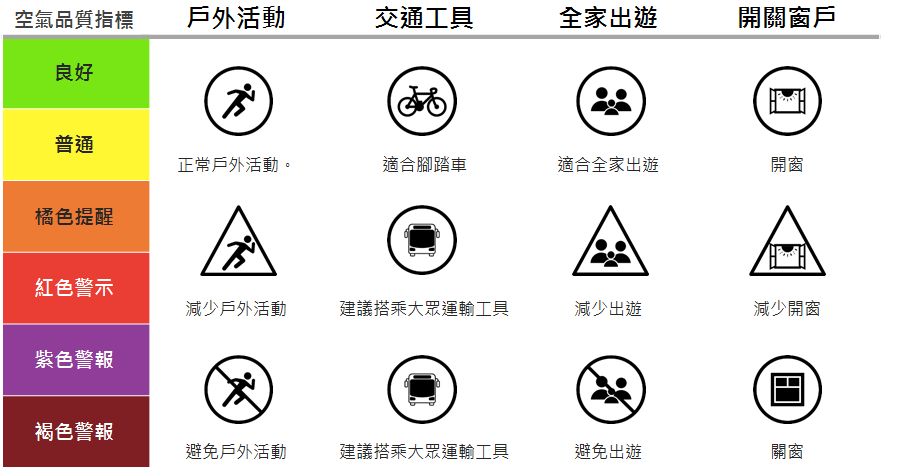 空氣品質指標 戶外活動 交通工具 全家出遊 開關窗戶
良好
普通
正常戶外活動。 適合腳踏車 適合全家出遊 開窗
橘色提醒
紅色警示
減少戶外活動 建議搭乘大眾運輸工具 減少出遊 減少開窗
紫色警報
褐色警報
避免戶外活動 建議搭乘大眾運輸工具 避免出遊 關窗